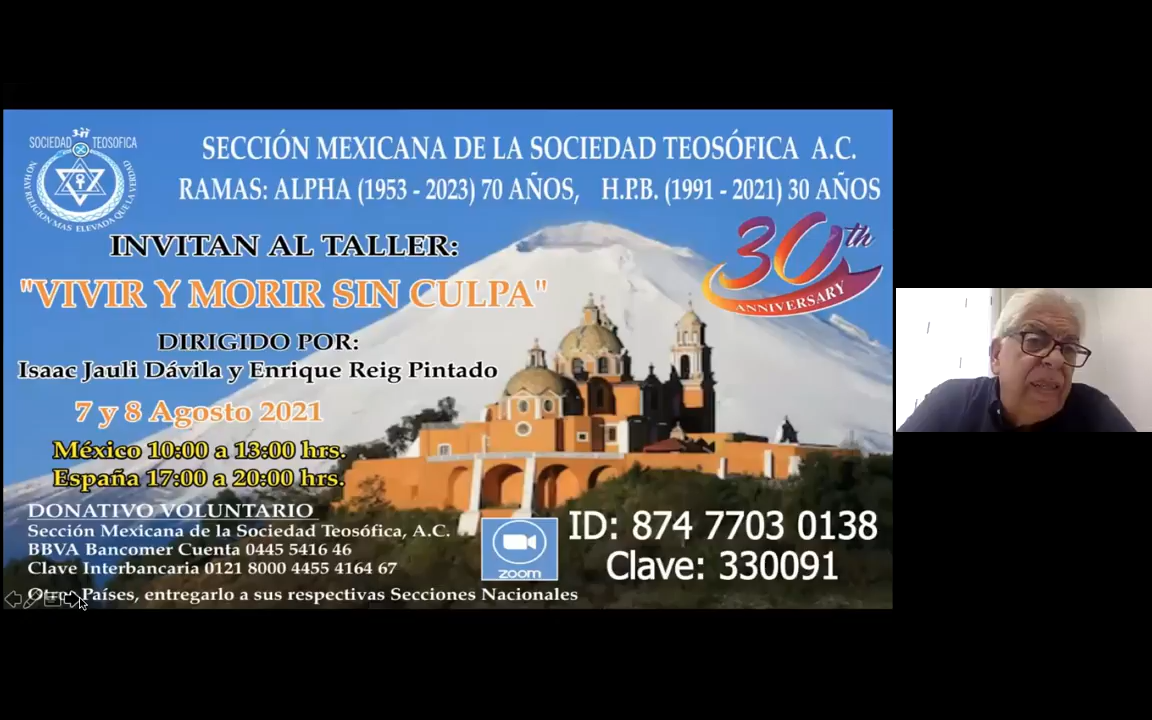 SOCIEDAD TEOSOFICA
NO HAY RELIGION MAS ELEVADA QUE LA VERDAD
SECCIÓN MEXICANA DE LA SOCIEDAD TEOSÓFICA A.C.
RAMAS: ALPHA (1953 - 2023) 70 AÑOS, H.P.B. (1991 - 2021) 30 AÑOS
INVITAN AL TALLER:
30th
ANNIVERSARY
"VIVIR Y MORIR SIN CULPA"
DIRIGIDO POR:
Isaac Jauli Dávila y Enrique Reig Pintado
7 y 8 Agosto 2021
México 10:00 a 13:00 hrs.
España 17:00 a 20:00 hrs.
DONATIVO VOLUNTARIO
Sección Mexicana de la Sociedad Teosófica, A.C.
BBVA Bancomer Cuenta 0445 5416 46
Clave Interbancaria 0121 8000 4455 4164 67
Otros Países, entregarlo a sus respectivas Secciones Nacionales
zoom
ID: 874 7703 0138
Clave: 330091